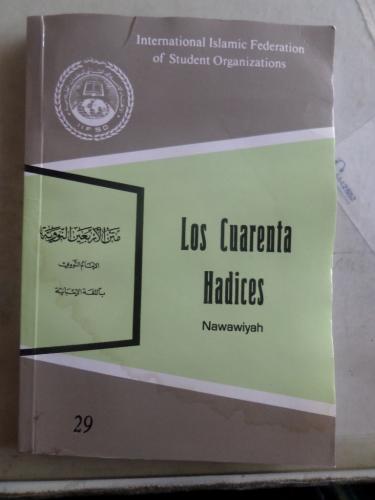 International Islamic Federation
of Student Organizations
I I F S O
متن الأربعين النووية
الإمام النووي
باللغة الإسبانية
Los Cuarenta
Hadices
Nawawiyah
29